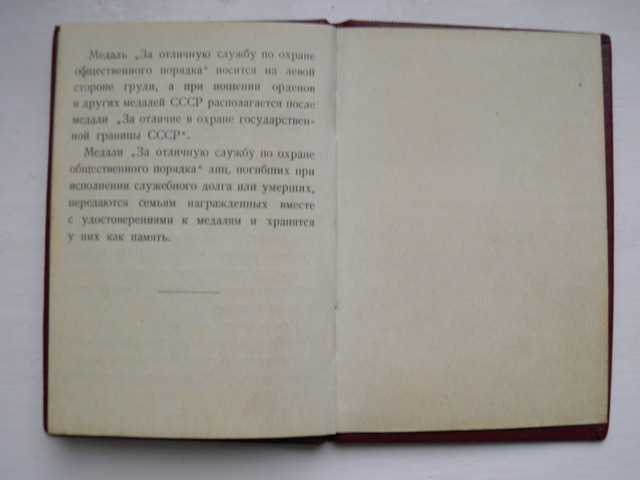 Медаль „За отличную службу по охране
общественного порядка“ носится на левой
стороне груди, а при ношении орденов
и других медалей СССР располагается после
медали „За отличие в охране государствен-
ной границы СССР“.
Медали „За отличную службу по охране
общественного порядка“ лиц, погибших при
исполнении служебного долга или умерших,
передаются семьям награжденных вместе
с удостоверениями к медалям и хранятся
у них как память.